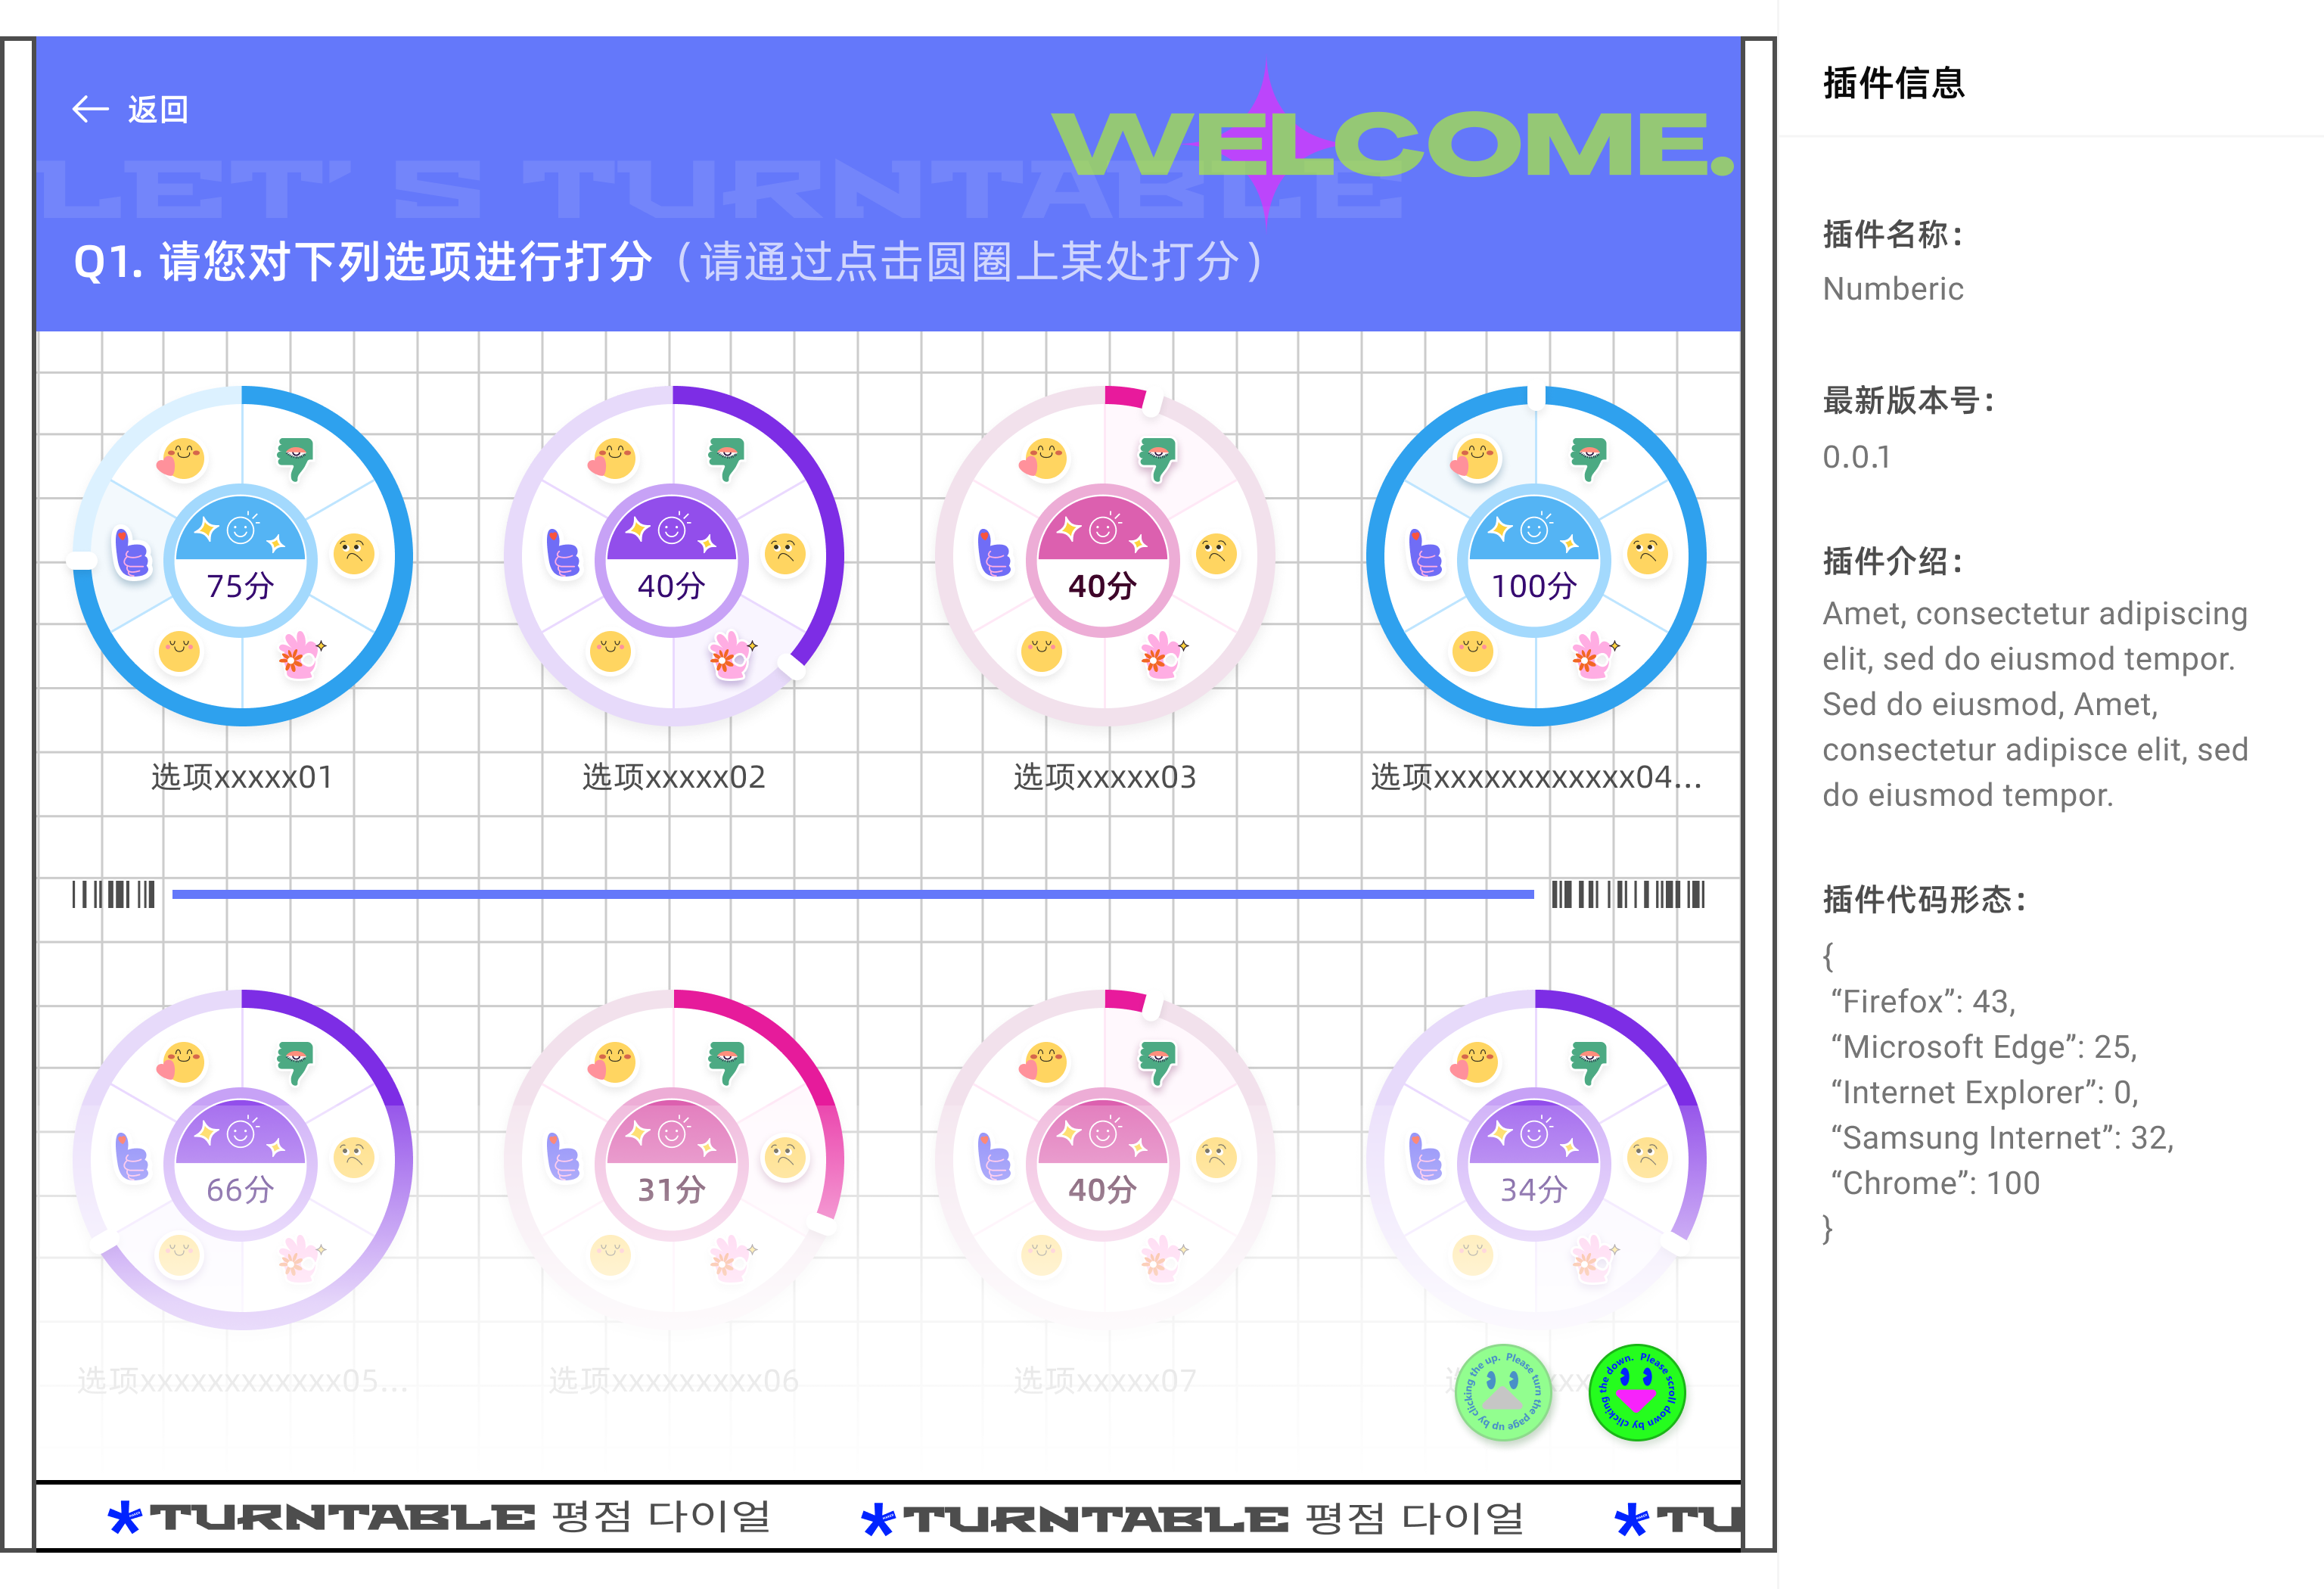 返回
WELCOME.
LET'S TURNTABLE
Q1. 请您对下列选项进行打分（请通过点击圆圈上某处打分）
75分
40分
40分
100分
选项xxxxx01
选项xxxxx02
选项xxxxx03
选项xxxxxxxxxxxx04...
66分
31分
40分
34分
选项xxxxxxxxxxxx05...
选项xxxxxxxxx06
选项xxxxx07
Please turn the page up by clicking the up.
Please scroll down by clicking the down.
TURNTABLE 평점 다이얼
TURNTABLE 평점 다이얼
TU
插件信息
插件名称：
Numberic
最新版本号：
0.0.1
插件介绍：
Amet, consectetur adipiscing
elit, sed do eiusmod tempor.
Sed do eiusmod, Amet,
consectetur adipisce elit, sed
do eiusmod tempor.
插件代码形态：
{
“Firefox”: 43,
“Microsoft Edge”: 25,
“Internet Explorer”: 0,
“Samsung Internet”: 32,
“Chrome”: 100
}